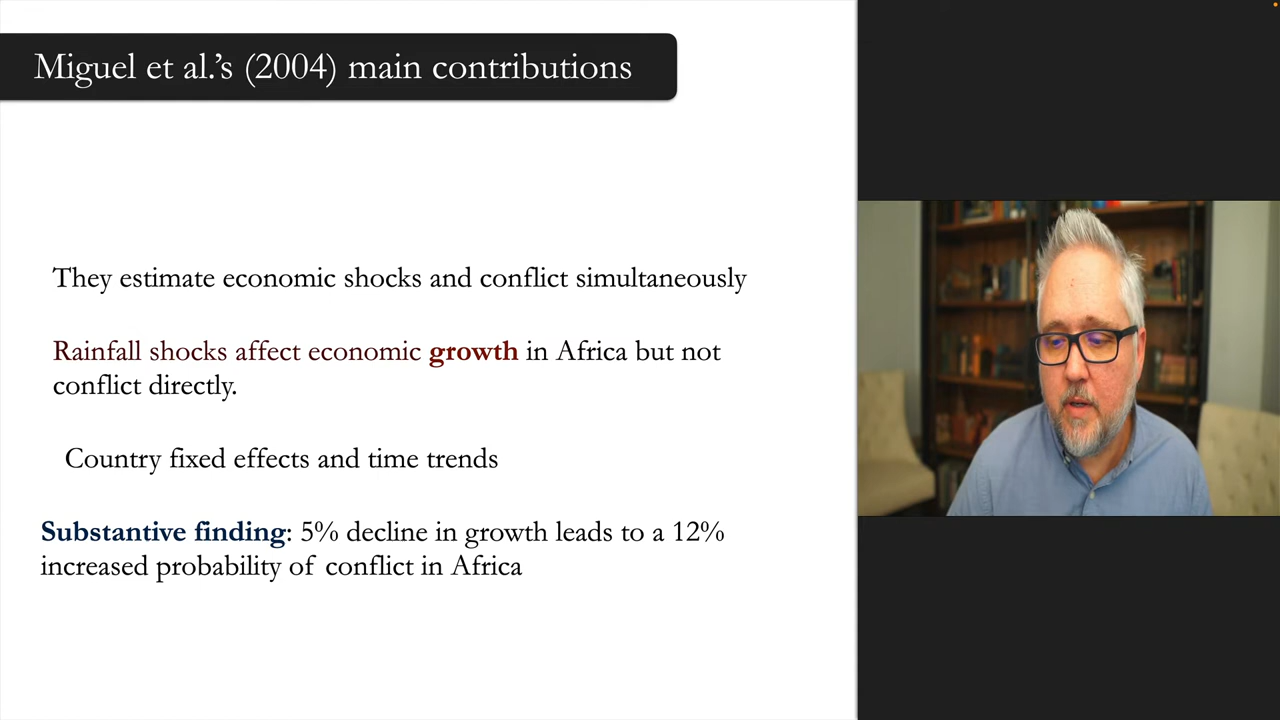 Miguel et al.’s (2004) main contributions
They estimate economic shocks and conflict simultaneously
Rainfall shocks affect economic growth in Africa but not
conflict directly.
Country fixed effects and time trends
Substantive finding: 5% decline in growth leads to a 12%
increased probability of conflict in Africa